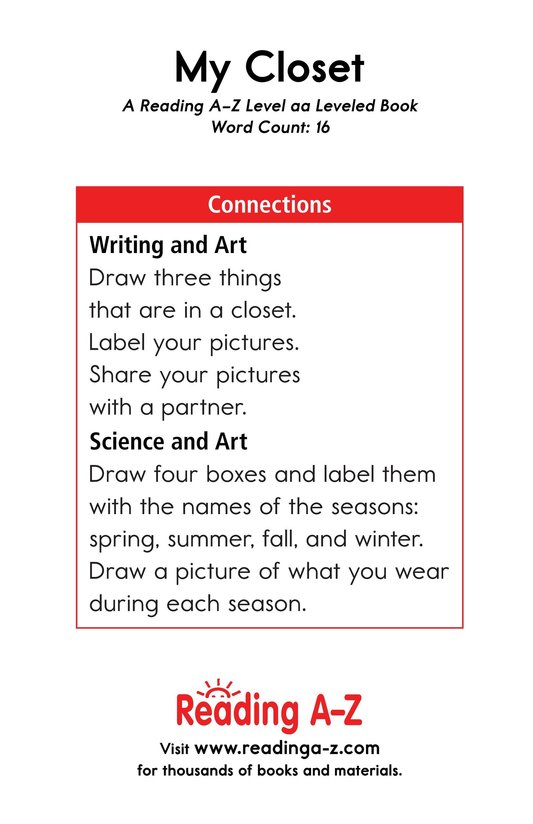 My Closet
A Reading A–Z Level aa Leveled Book
Word Count: 16
Connections
Writing and Art
Draw three things
that are in a closet.
Label your pictures.
Share your pictures
with a partner.
Science and Art
Draw four boxes and label them
with the names of the seasons:
spring, summer, fall, and winter.
Draw a picture of what you wear
during each season.
Reading A–Z
Visit www.readinga-z.com
for thousands of books and materials.